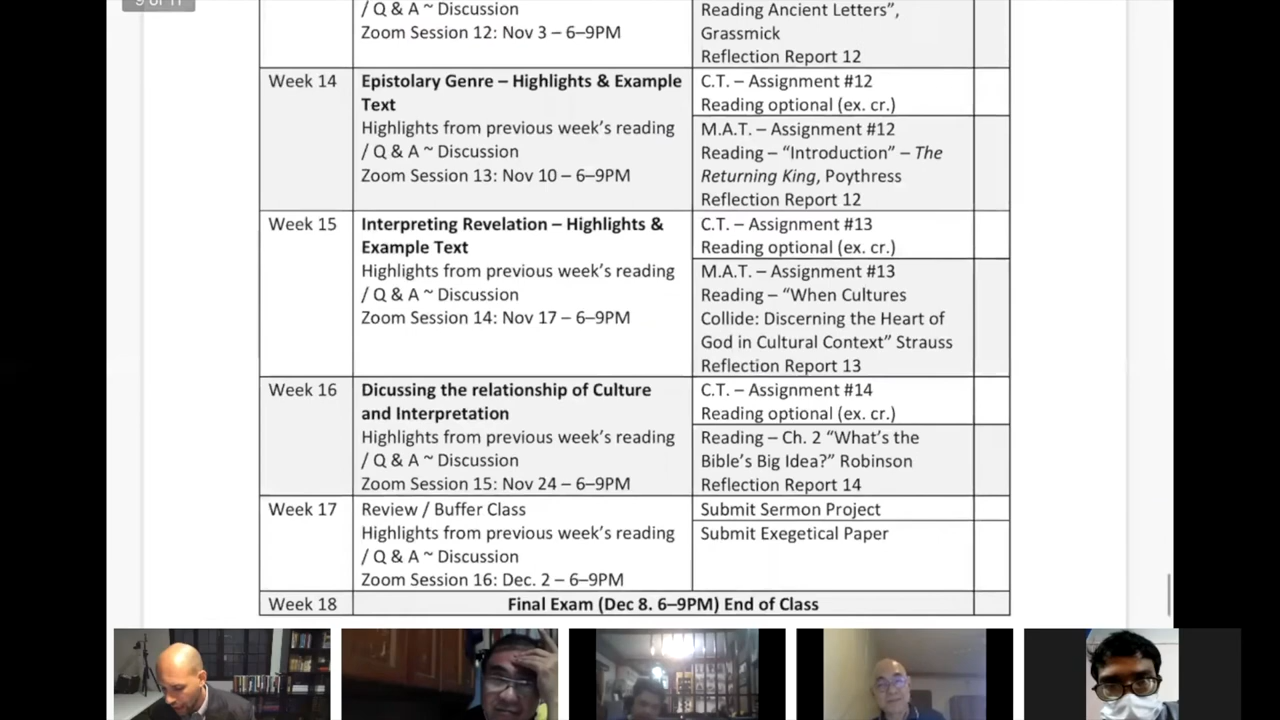 9 of 11
/ Q & A ~ Discussion
Zoom Session 12: Nov 3 – 6–9PM
Reading Ancient Letters”,
Grassmick
Reflection Report 12
Week 14
Epistolary Genre – Highlights & Example
Text
Highlights from previous week’s reading
/ Q & A ~ Discussion
Zoom Session 13: Nov 10 – 6–9PM
C.T. – Assignment #12
Reading optional (ex. cr.)
M.A.T. – Assignment #12
Reading – “Introduction” – The
Returning King, Poythress
Reflection Report 12
Week 15
Interpreting Revelation – Highlights &
Example Text
Highlights from previous week’s reading
/ Q & A ~ Discussion
Zoom Session 14: Nov 17 – 6–9PM
C.T. – Assignment #13
Reading optional (ex. cr.)
M.A.T. – Assignment #13
Reading – “When Cultures
Collide: Discerning the Heart of
God in Cultural Context” Strauss
Reflection Report 13
Week 16
Dicussing the relationship of Culture
and Interpretation
Highlights from previous week’s reading
/ Q & A ~ Discussion
Zoom Session 15: Nov 24 – 6–9PM
C.T. – Assignment #14
Reading optional (ex. cr.)
Reading – Ch. 2 “What’s the
Bible’s Big Idea?” Robinson
Reflection Report 14
Week 17
Review / Buffer Class
Highlights from previous week’s reading
/ Q & A ~ Discussion
Zoom Session 16: Dec. 2 – 6–9PM
Submit Sermon Project
Submit Exegetical Paper
Week 18
Final Exam (Dec 8. 6–9PM) End of Class